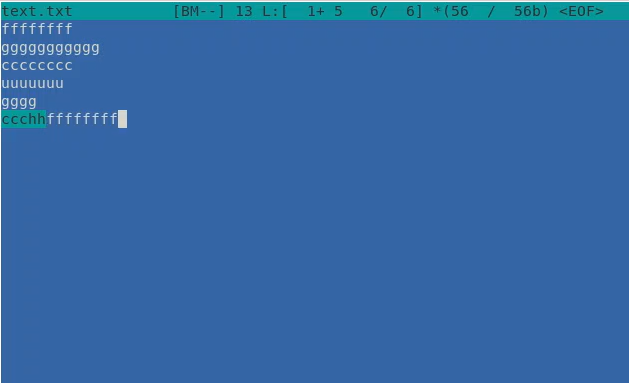 text.txt [BM--] 13 L:[ 1+ 5 6/ 6] *(56 / 56b) <EOF>
ffffffff
ggggggggggg
cccccccc
uuuuuuu
gggg
ccchhffffffff